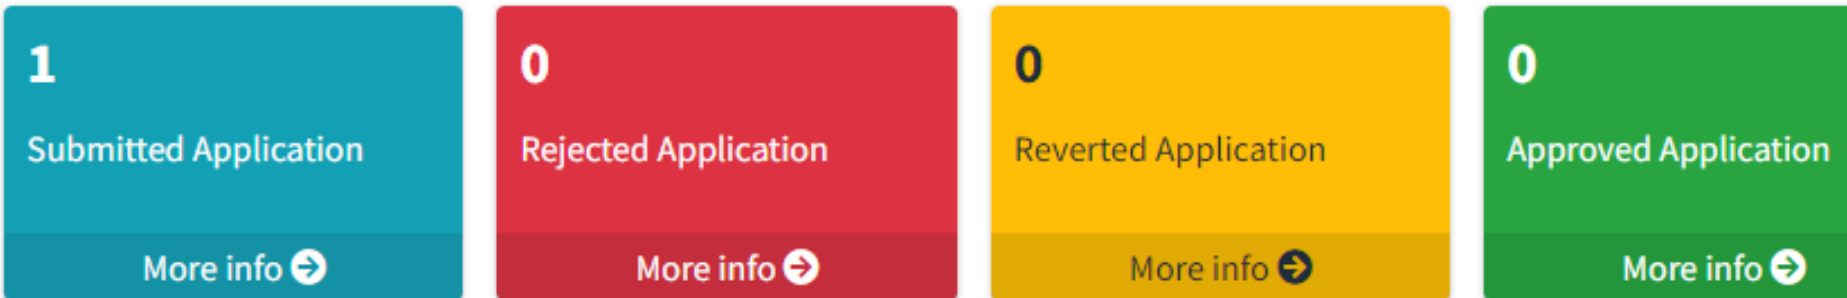 1
Submitted Application
More info
0
Rejected Application
More info
0
Reverted Application
More info
0
Approved Application
More info